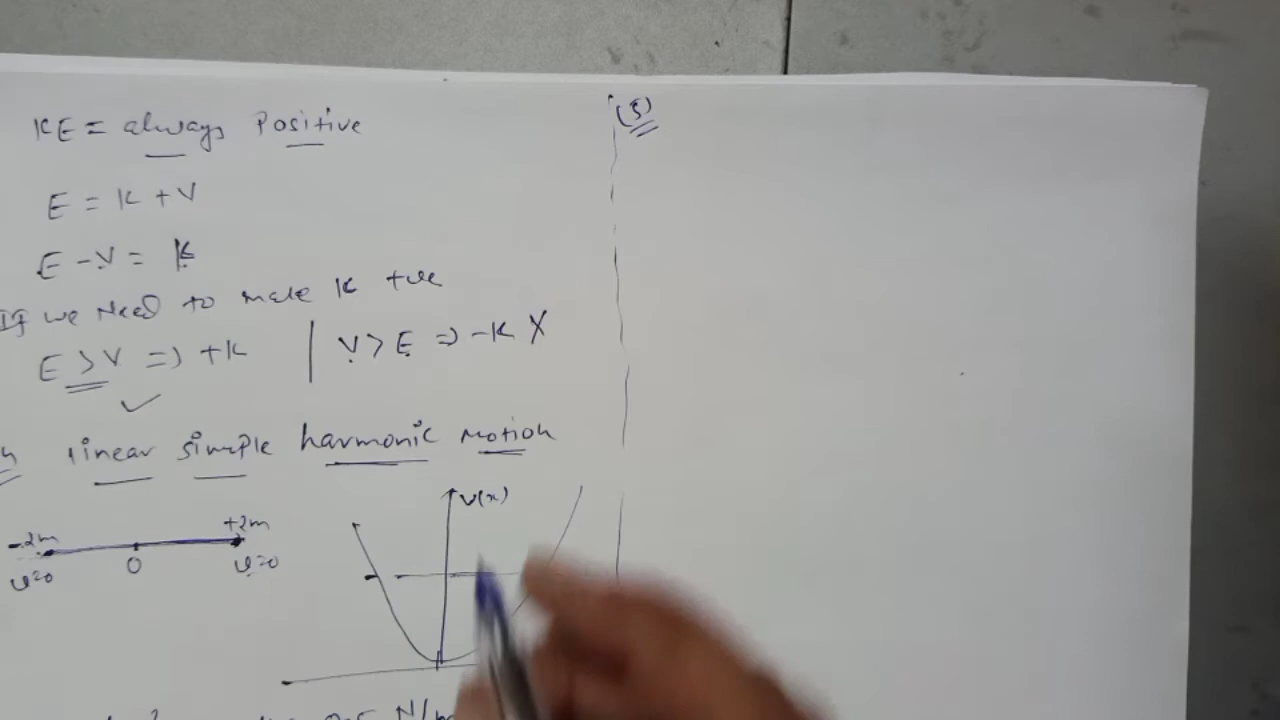 KE = always Positive
E = K + V
E - V = K
If we Need to make K +ve
E > V => +K | V > E => -K X
linear simple harmonic motion
V(x)
-2m +2m
v=0 O v=0
0.5 N/m
(5)